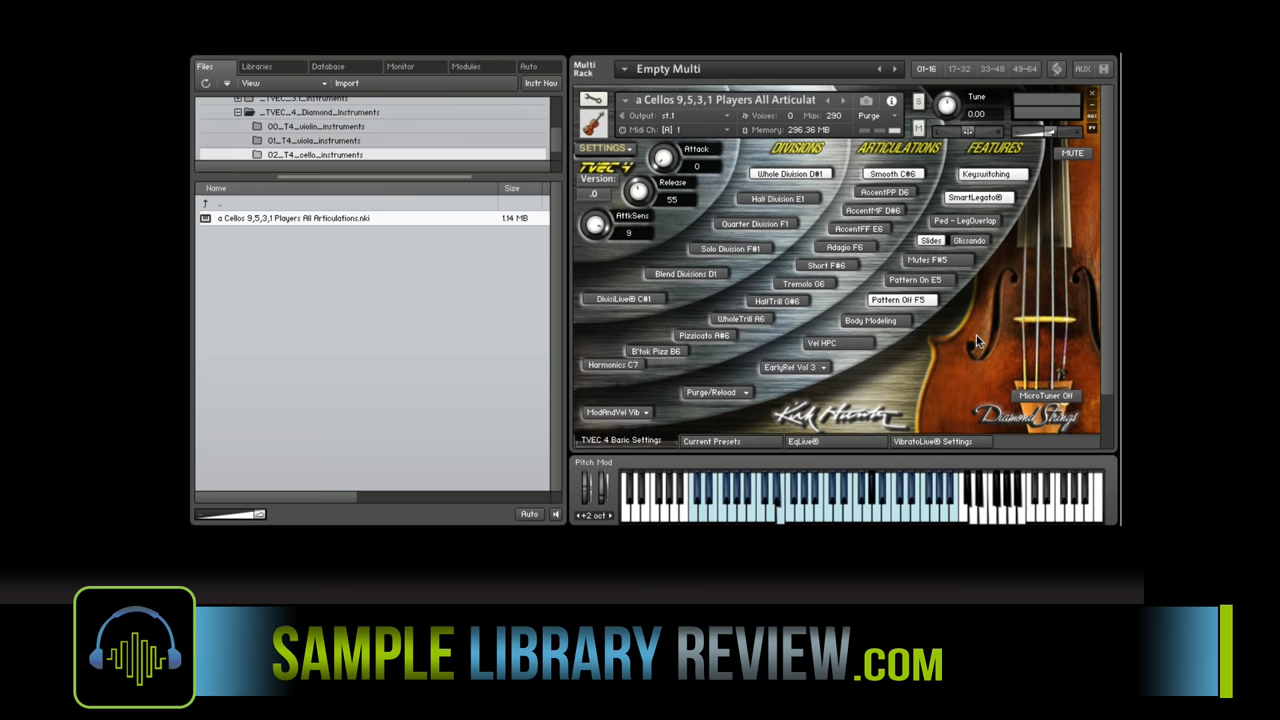 Files
Libraries
Database
Monitor
Modules
Auto
View
Import
Instr Nav
_TVEC_3.1_instruments
_TVEC_4_Diamond_Instruments
00_T4_violin_instruments
01_T4_viola_instruments
02_T4_cello_instruments
Name
Size
..
a Cellos 9,5,3,1 Players All Articulations.nki
1.14 MB
Auto
Multi
Rack
Empty Multi
01-16
17-32
33-48
49-64
AUX
a Cellos 9,5,3,1 Players All Articulat
Output: st.1
Voices: 0
Max: 290
Purge
Midi Ch: [A] 1
Memory: 296.36 MB
S
M
Tune
0.00
AUX
PV
SETTINGS
TVEC 4
Version:
.0
Attack
0
Release
55
AttkSens
9
DIVISIONS
Whole Division D#1
Half Division E1
Quarter Division F1
Solo Division F#1
Blend Divisions D1
DivisiLive® C#1
ARTICULATIONS
Smooth C#6
AccentPP D6
AccentMF D#6
AccentFF E6
Adagio F6
Short F#6
Tremolo G6
HalfTrill G#6
WholeTrill A6
Pizzicato A#6
B'tok Pizz B6
Harmonics C7
FEATURES
Keyswitching
SmartLegato®
Ped - LegOverlap
Slides
Glissando
Mutes F#5
Pattern On E5
Pattern Off F5
Body Modeling
Vel HPC
EarlyRef Vol 3
Purge/Reload
ModAndVel Vib
MUTE
MicroTuner Off
Kirk Hunter
Diamond Strings
TVEC 4 Basic Settings
Current Presets
EqLive®
VibratoLive® Settings
Pitch Mod
+2 oct
SAMPLE LIBRARY REVIEW.COM